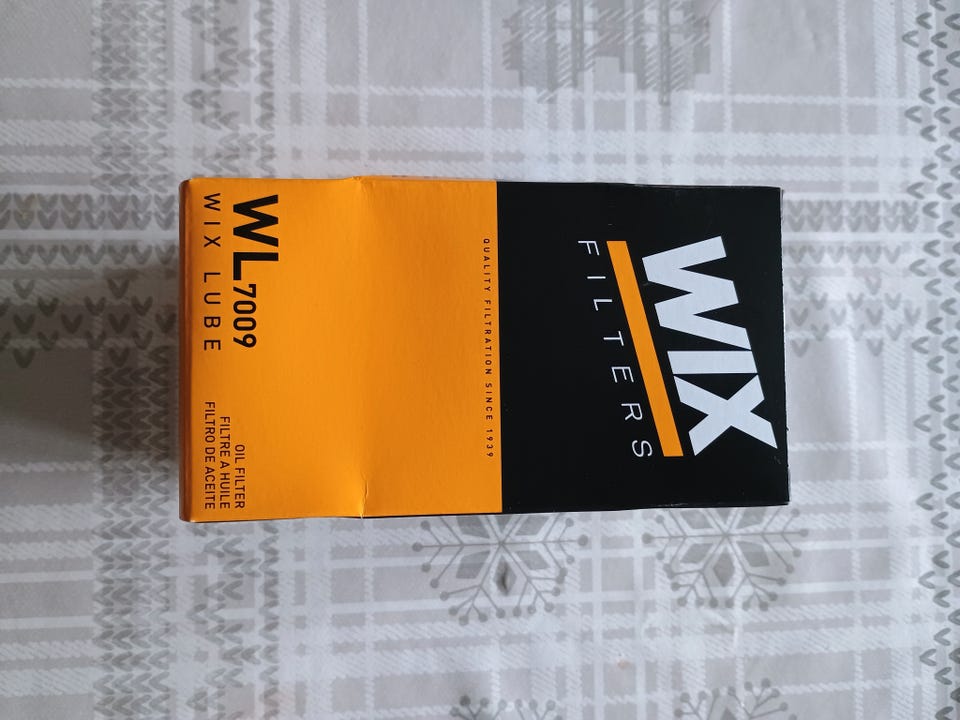 WIX
FILTERS
QUALITY FILTRATION SINCE 1939
WL7009
WIX LUBE
OIL FILTER
FILTRE A HUILE
FILTRO DE ACEITE